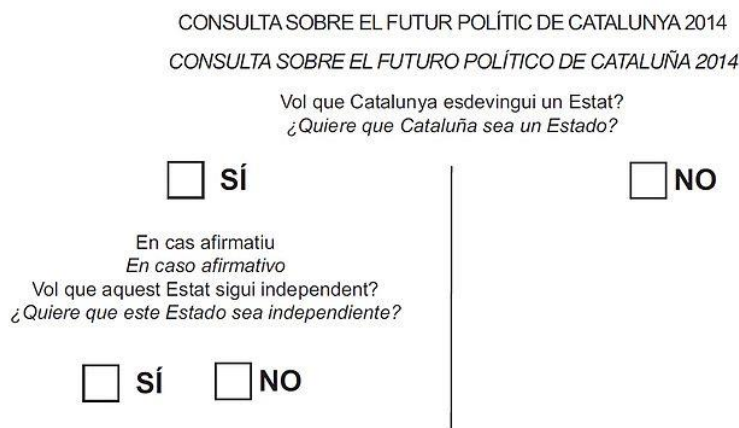 CONSULTA SOBRE EL FUTUR POLÍTIC DE CATALUNYA 2014
CONSULTA SOBRE EL FUTURO POLÍTICO DE CATALUÑA 2014
Vol que Catalunya esdevingui un Estat?
¿Quiere que Cataluña sea un Estado?
SÍ
NO
En cas afirmatiu
En caso afirmativo
Vol que aquest Estat sigui independent?
¿Quiere que este Estado sea independiente?
SÍ NO